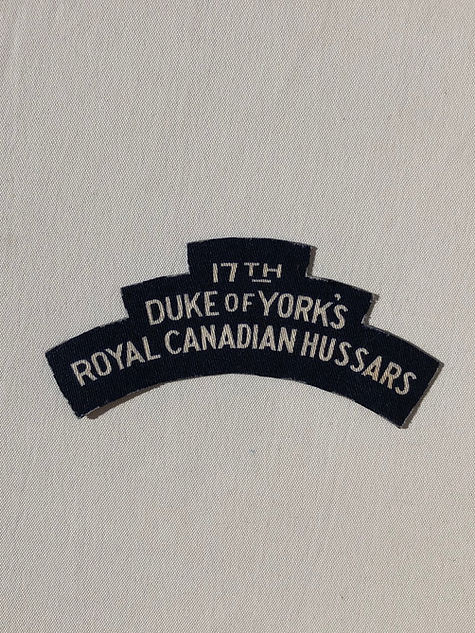 17TH
DUKE OF YORK'S
ROYAL CANADIAN HUSSARS